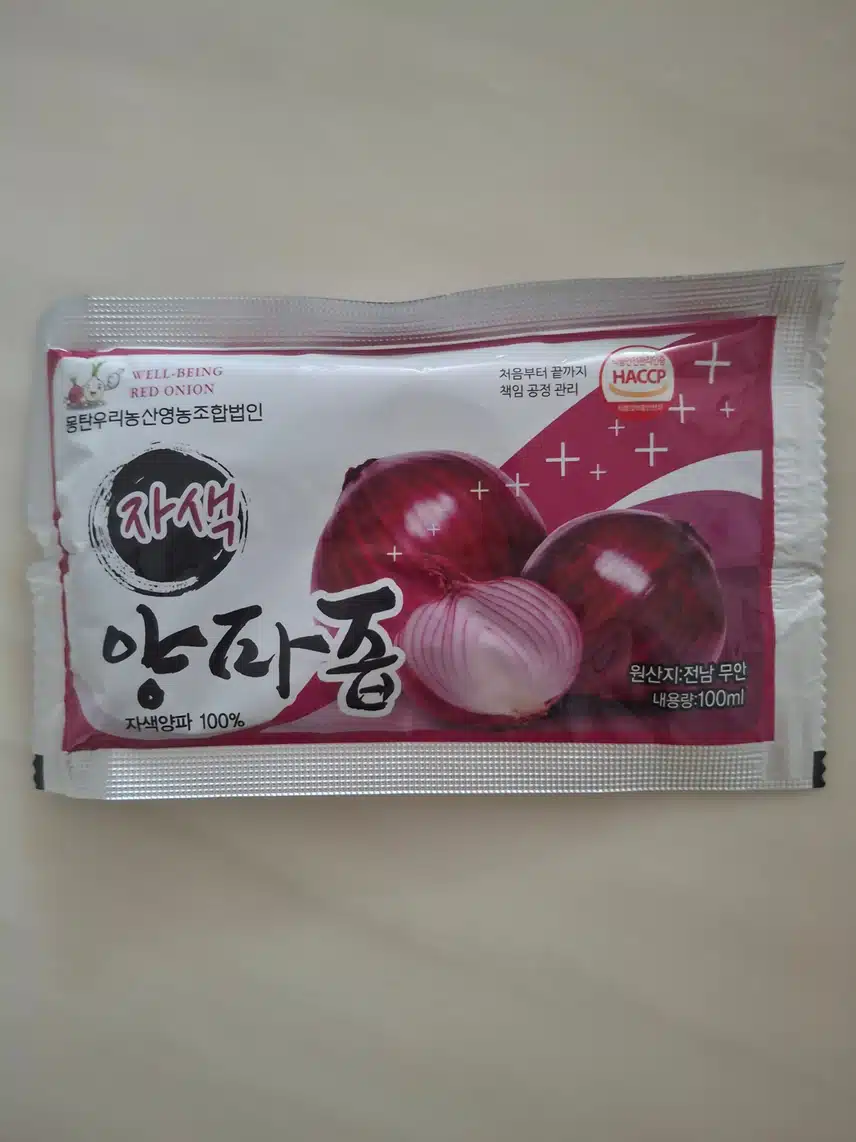 WELL-BEING
RED ONION
몽탄우리농산영농조합법인
처음부터 끝까지
책임 공정 관리
HACCP
자색
양파즙
자색양파 100%
원산지:전남 무안
내용량:100ml